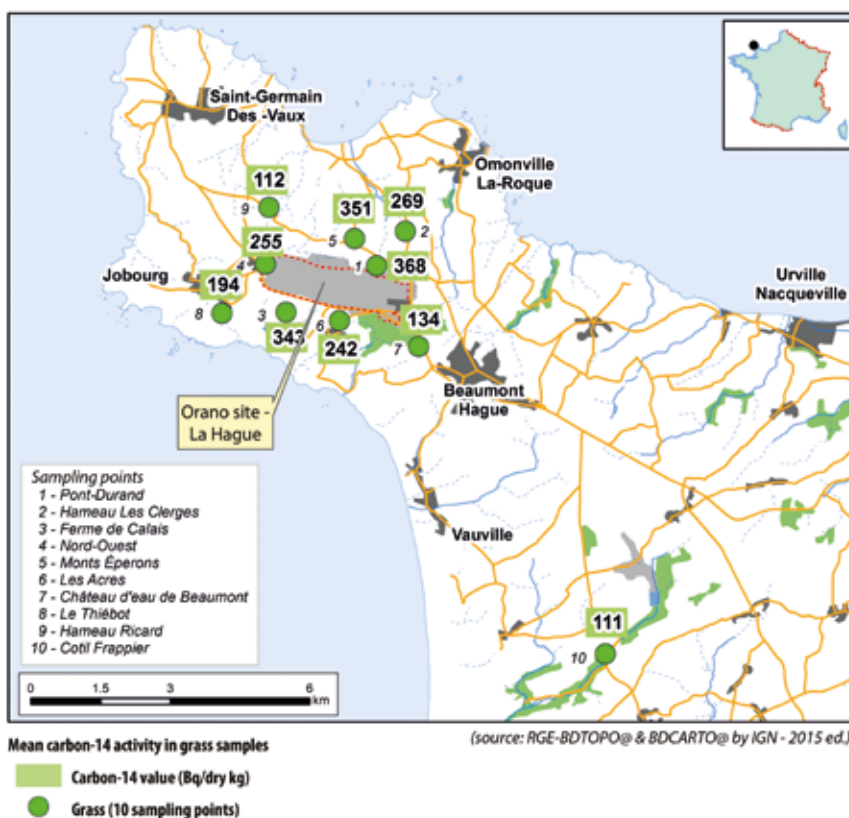 Saint-Germain
Des -Vaux
Omonville
La-Roque
112
9
351
5
269
2
255
4
1
368
Jobourg
194
8
3
343
6
242
134
7
Urville
Nacqueville
Beaumont
Hague
Orano site -
La Hague
Vauville
Sampling points
1 - Pont-Durand
2 - Hameau Les Clerges
3 - Ferme de Calais
4 - Nord-Ouest
5 - Monts Éperons
6 - Les Acres
7 - Château d'eau de Beaumont
8 - Le Thiébot
9 - Hameau Ricard
10 - Cotil Frappier
111
10
0 1.5 3 6
km
Mean carbon-14 activity in grass samples
(source: RGE-BDTOPO@ & BDCARTO@ by IGN - 2015 ed.)
Carbon-14 value (Bq/dry kg)
Grass (10 sampling points)